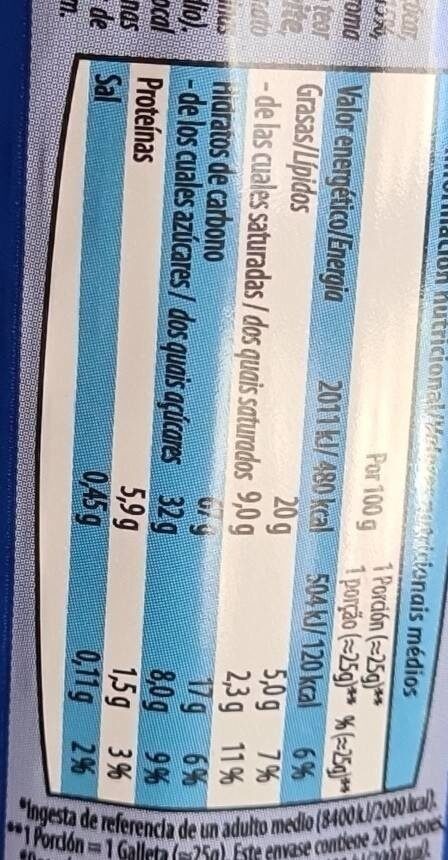 nutricional/
nutricionais médios
Por 100 g 1 Porción (≈25g)**
1 porção (≈25g)** % (≈25g)**
Valor energético/Energia 2011 kJ/ 480 kcal 504 kJ/120 kcal 6 %
Grasas/Lípidos 20 g 5,0 g 7 %
- de las cuales saturadas / dos quais saturados 9,0 g 2,3 g 11 %
Hidratos de carbono 67 g 17 g 6 %
- de los cuales azúcares / dos quais açúcares 32 g 8,0 g 9 %
Proteínas 5,9 g 1,5 g 3 %
Sal 0,45 g 0,11 g 2 %
*Ingesta de referencia de un adulto medio (8400 kJ/2000 kcal).
**1 Porción = 1 Galleta (≈25g). Este envase contiene 20 porciones.